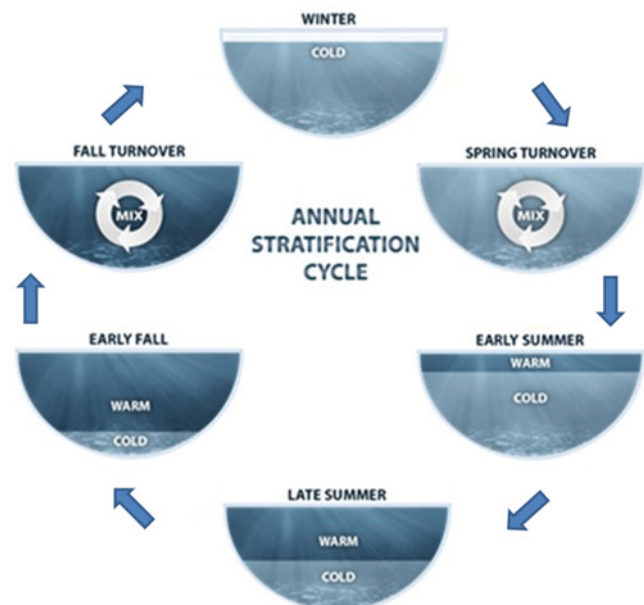 WINTER
COLD
FALL TURNOVER
MIX
SPRING TURNOVER
MIX
ANNUAL
STRATIFICATION
CYCLE
EARLY FALL
WARM
COLD
EARLY SUMMER
WARM
COLD
LATE SUMMER
WARM
COLD